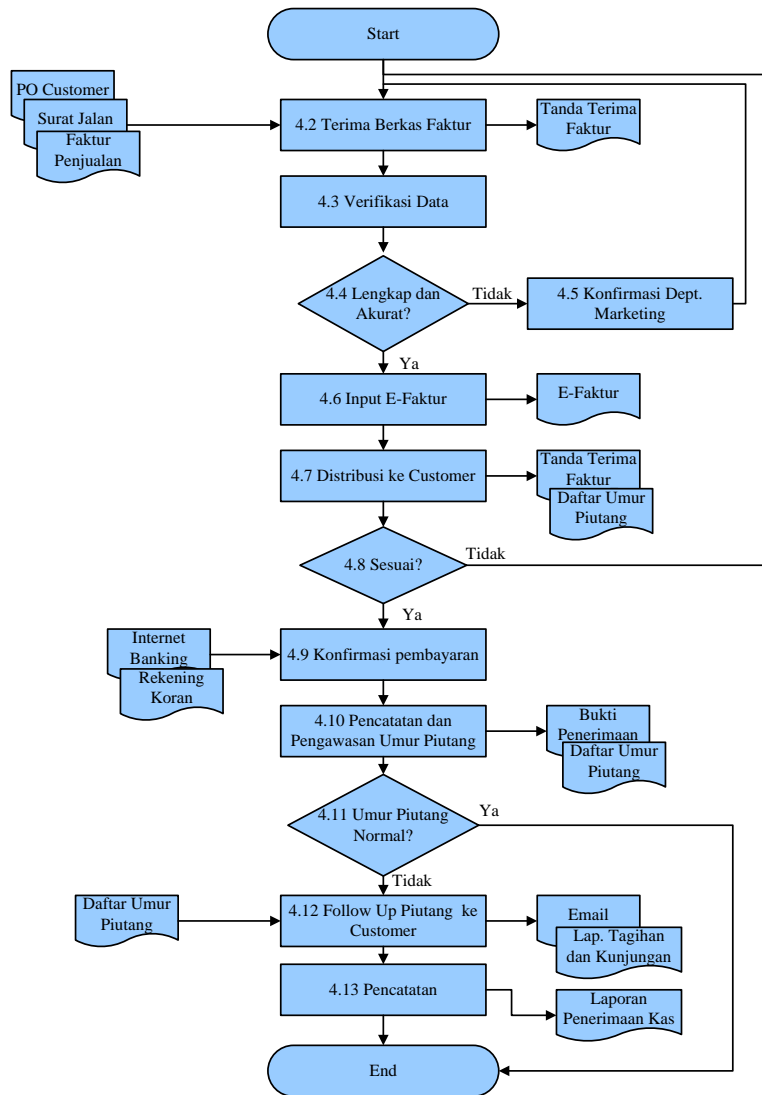 Start
PO Customer
Surat Jalan
Faktur
Penjualan
4.2 Terima Berkas Faktur
Tanda Terima
Faktur
4.3 Verifikasi Data
4.4 Lengkap dan
Akurat?
Tidak
4.5 Konfirmasi Dept.
Marketing
Ya
4.6 Input E-Faktur
E-Faktur
4.7 Distribusi ke Customer
Tanda Terima
Faktur
Daftar Umur
Piutang
4.8 Sesuai?
Tidak
Ya
Internet
Banking
Rekening
Koran
4.9 Konfirmasi pembayaran
4.10 Pencatatan dan
Pengawasan Umur Piutang
Bukti
Penerimaan
Daftar Umur
Piutang
4.11 Umur Piutang
Normal?
Ya
Tidak
Daftar Umur
Piutang
4.12 Follow Up Piutang ke
Customer
Email
Lap. Tagihan
dan Kunjungan
4.13 Pencatatan
Laporan
Penerimaan Kas
End